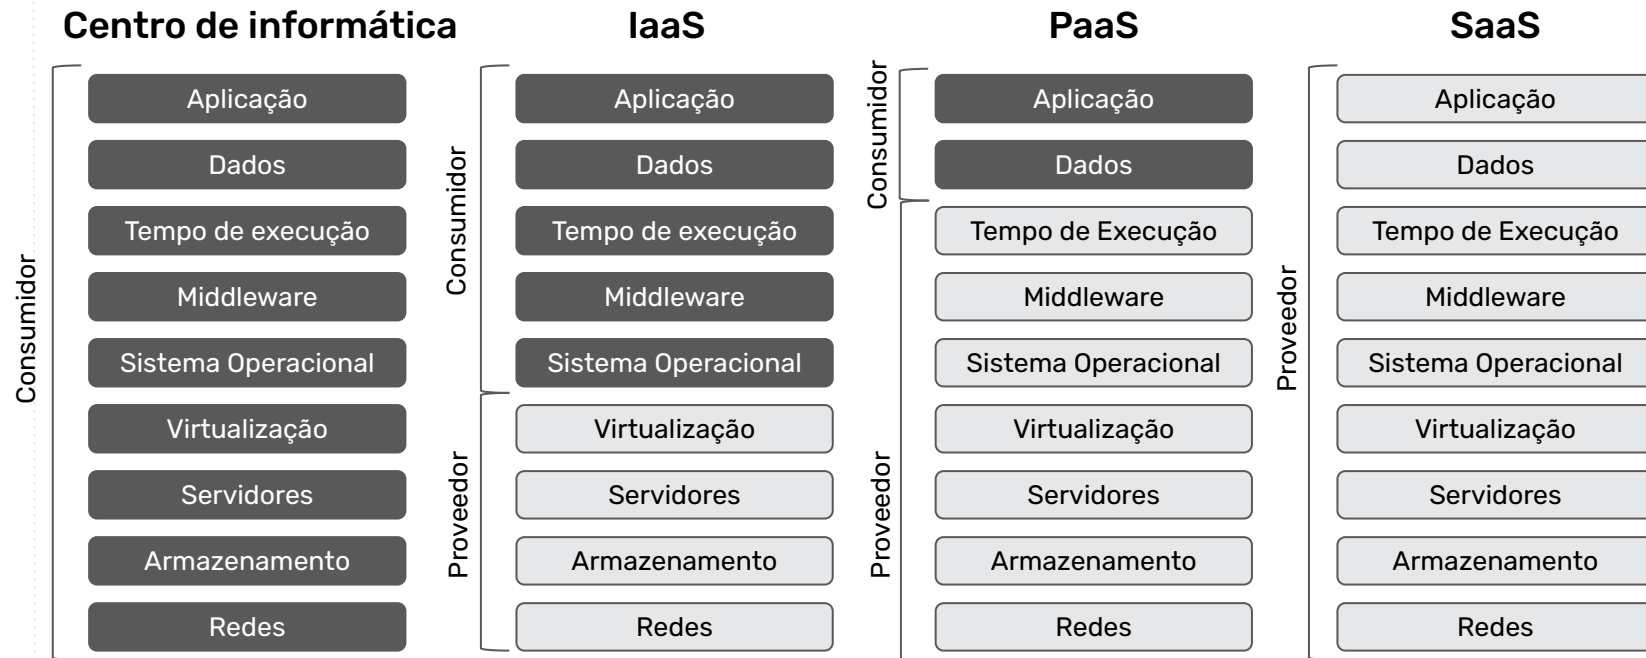 Centro de informática
Consumidor
Aplicação
Dados
Tempo de execução
Middleware
Sistema Operacional
Virtualização
Servidores
Armazenamento
Redes
IaaS
Consumidor
Aplicação
Dados
Tempo de execução
Middleware
Sistema Operacional
Proveedor
Virtualização
Servidores
Armazenamento
Redes
PaaS
Consumidor
Aplicação
Dados
Proveedor
Tempo de Execução
Middleware
Sistema Operacional
Virtualização
Servidores
Armazenamento
Redes
SaaS
Proveedor
Aplicação
Dados
Tempo de Execução
Middleware
Sistema Operacional
Virtualização
Servidores
Armazenamento
Redes